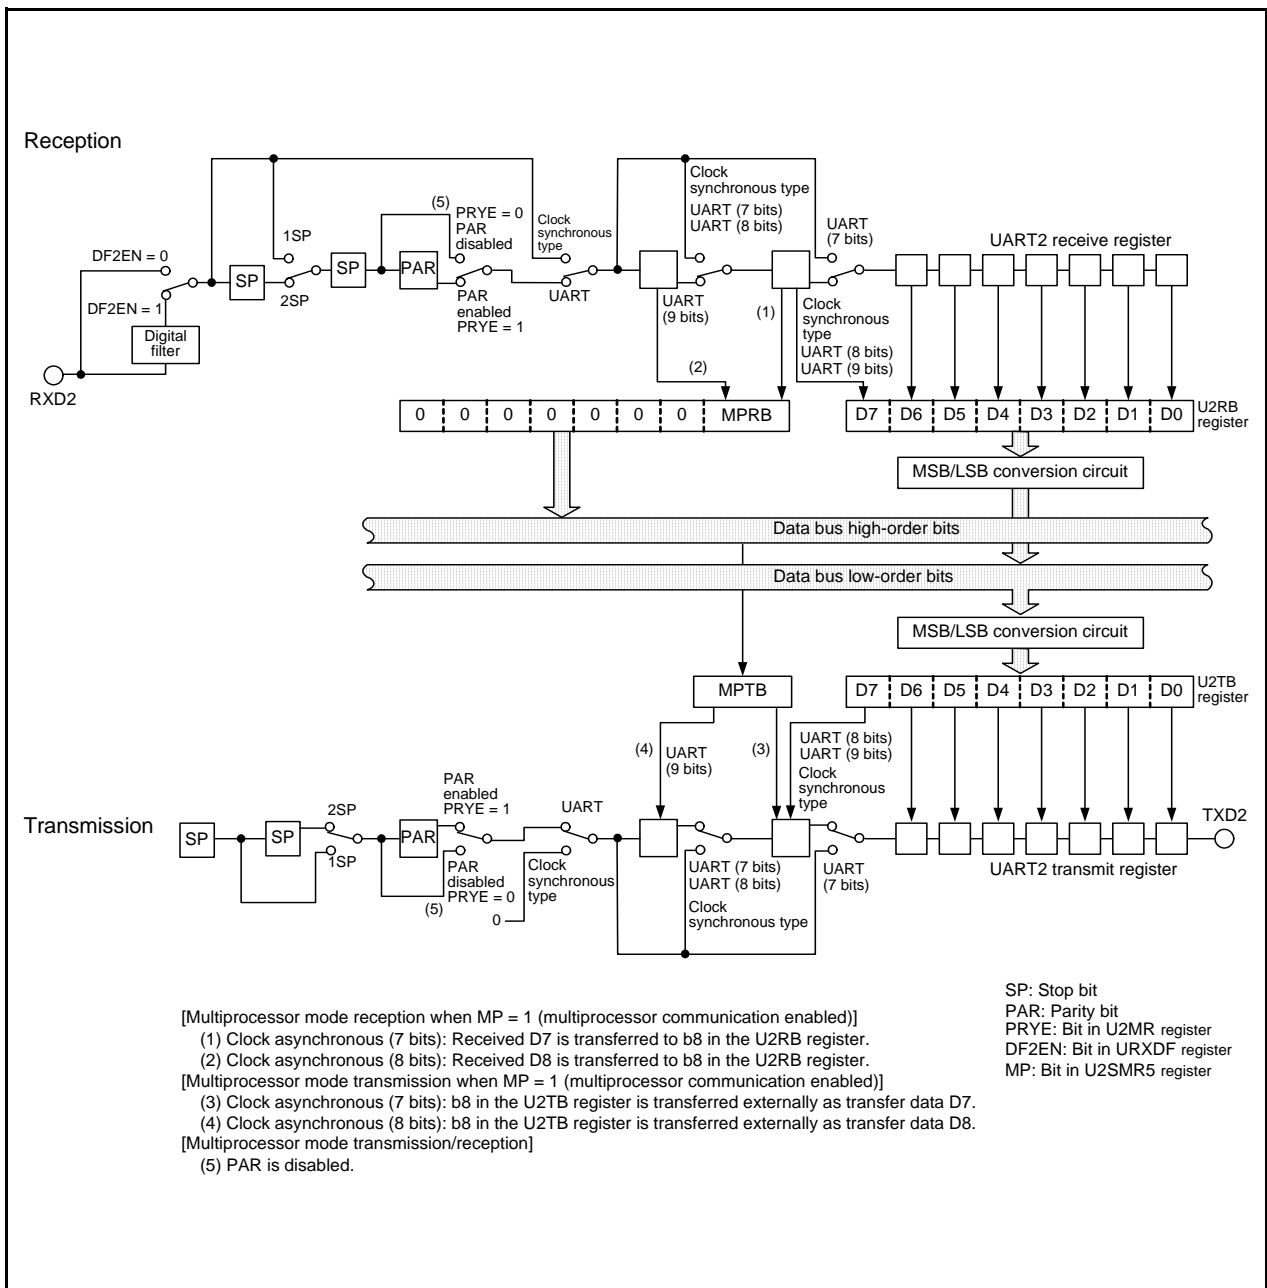 Reception
(5)
PRYE = 0
PAR
disabled
Clock
synchronous
type
Clock
synchronous type
UART (7 bits)
UART (8 bits)
UART
(7 bits)
UART2 receive register
DF2EN = 0
1SP
SP
SP
PAR
2SP
DF2EN = 1
PAR
enabled
PRYE = 1
UART
UART
(9 bits)
(1)
Clock
synchronous
type
UART (8 bits)
UART (9 bits)
Digital
filter
RXD2
(2)
0 0 0 0 0 0 0 MPRB
D7 D6 D5 D4 D3 D2 D1 D0
U2RB
register
MSB/LSB conversion circuit
Data bus high-order bits
Data bus low-order bits
MSB/LSB conversion circuit
MPTB
D7 D6 D5 D4 D3 D2 D1 D0
U2TB
register
(4)
UART
(9 bits)
(3)
UART (8 bits)
UART (9 bits)
Clock
synchronous
type
PAR
enabled
PRYE = 1
UART
2SP
Transmission
SP
SP
1SP
PAR
PAR
disabled
PRYE = 0
(5)
Clock
synchronous
type
0
UART (7 bits)
UART (8 bits)
Clock
synchronous type
UART
(7 bits)
UART2 transmit register
TXD2
SP: Stop bit
PAR: Parity bit
PRYE: Bit in U2MR register
DF2EN: Bit in URXDF register
MP: Bit in U2SMR5 register
[Multiprocessor mode reception when MP = 1 (multiprocessor communication enabled)]
(1) Clock asynchronous (7 bits): Received D7 is transferred to b8 in the U2RB register.
(2) Clock asynchronous (8 bits): Received D8 is transferred to b8 in the U2RB register.
[Multiprocessor mode transmission when MP = 1 (multiprocessor communication enabled)]
(3) Clock asynchronous (7 bits): b8 in the U2TB register is transferred externally as transfer data D7.
(4) Clock asynchronous (8 bits): b8 in the U2TB register is transferred externally as transfer data D8.
[Multiprocessor mode transmission/reception]
(5) PAR is disabled.